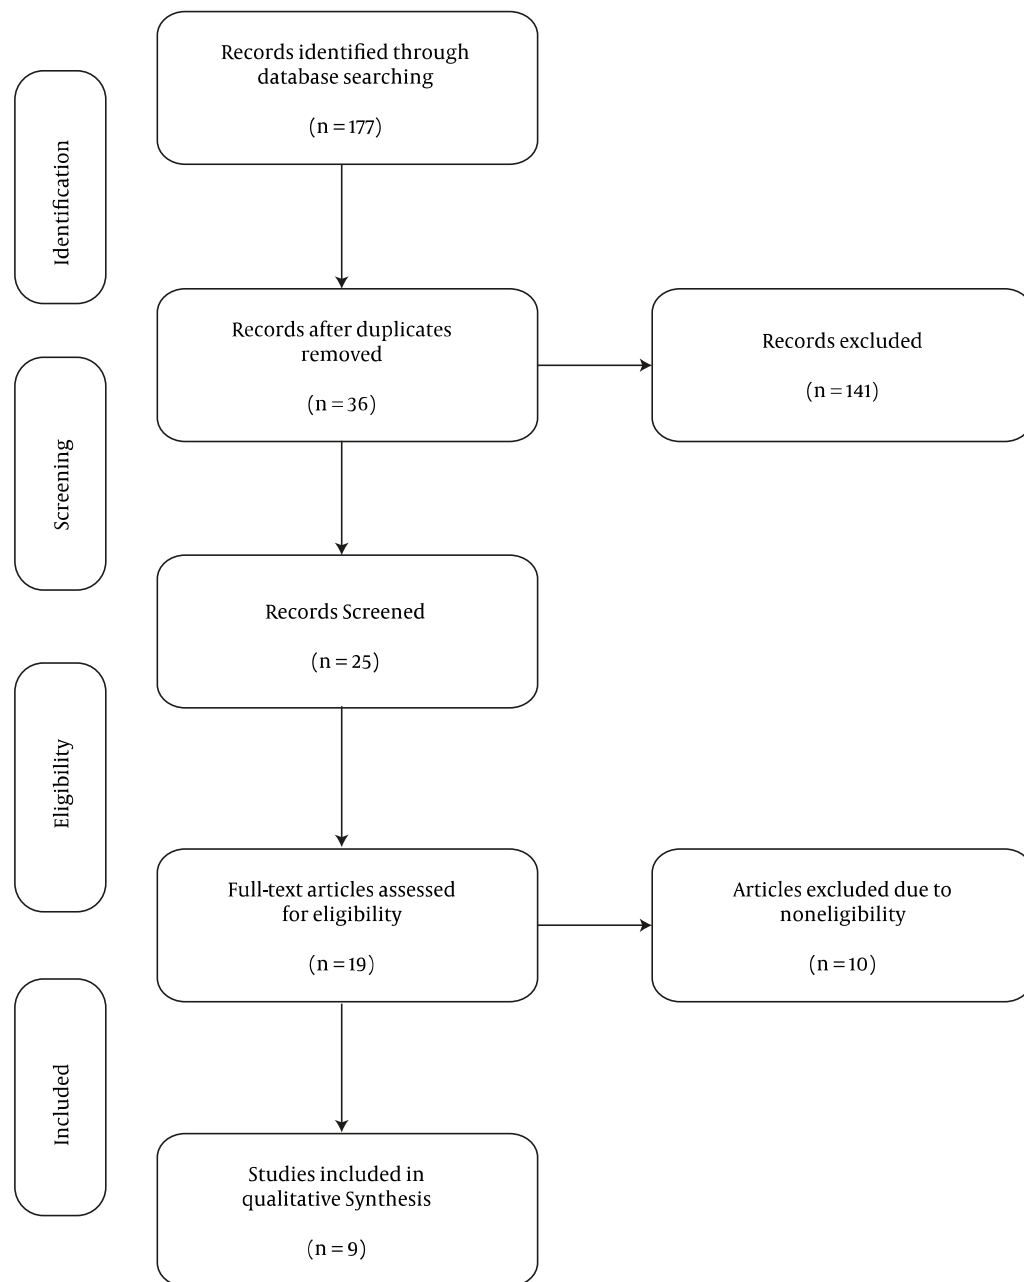 Identification
Records identified through
database searching
(n = 177)
Records after duplicates
removed
(n = 36)
Records excluded
(n = 141)
Screening
Records Screened
(n = 25)
Eligibility
Full-text articles assessed
for eligibility
(n = 19)
Articles excluded due to
noneligibility
(n = 10)
Included
Studies included in
qualitative Synthesis
(n = 9)